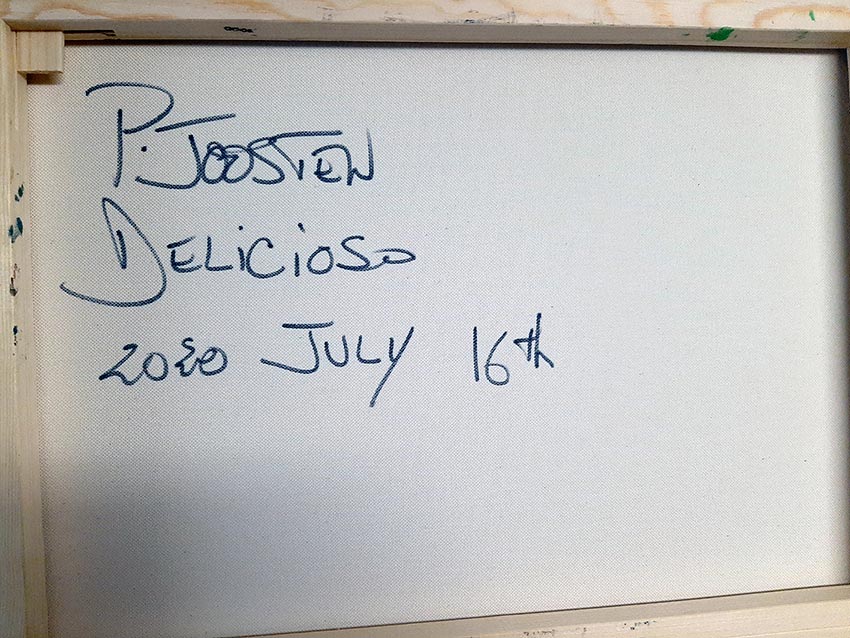 P. JOOSTEN
DELICIOSO
2020 JULY 16th